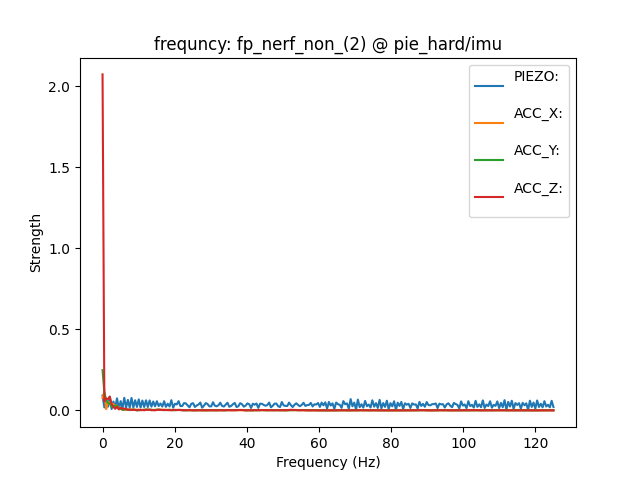 frequncy: fp_nerf_non_(2) @ pie_hard/imu
PIEZO:
ACC_X:
ACC_Y:
ACC_Z:
2.0
1.5
1.0
0.5
0.0
Strength
0 20 40 60 80 100 120
Frequency (Hz)